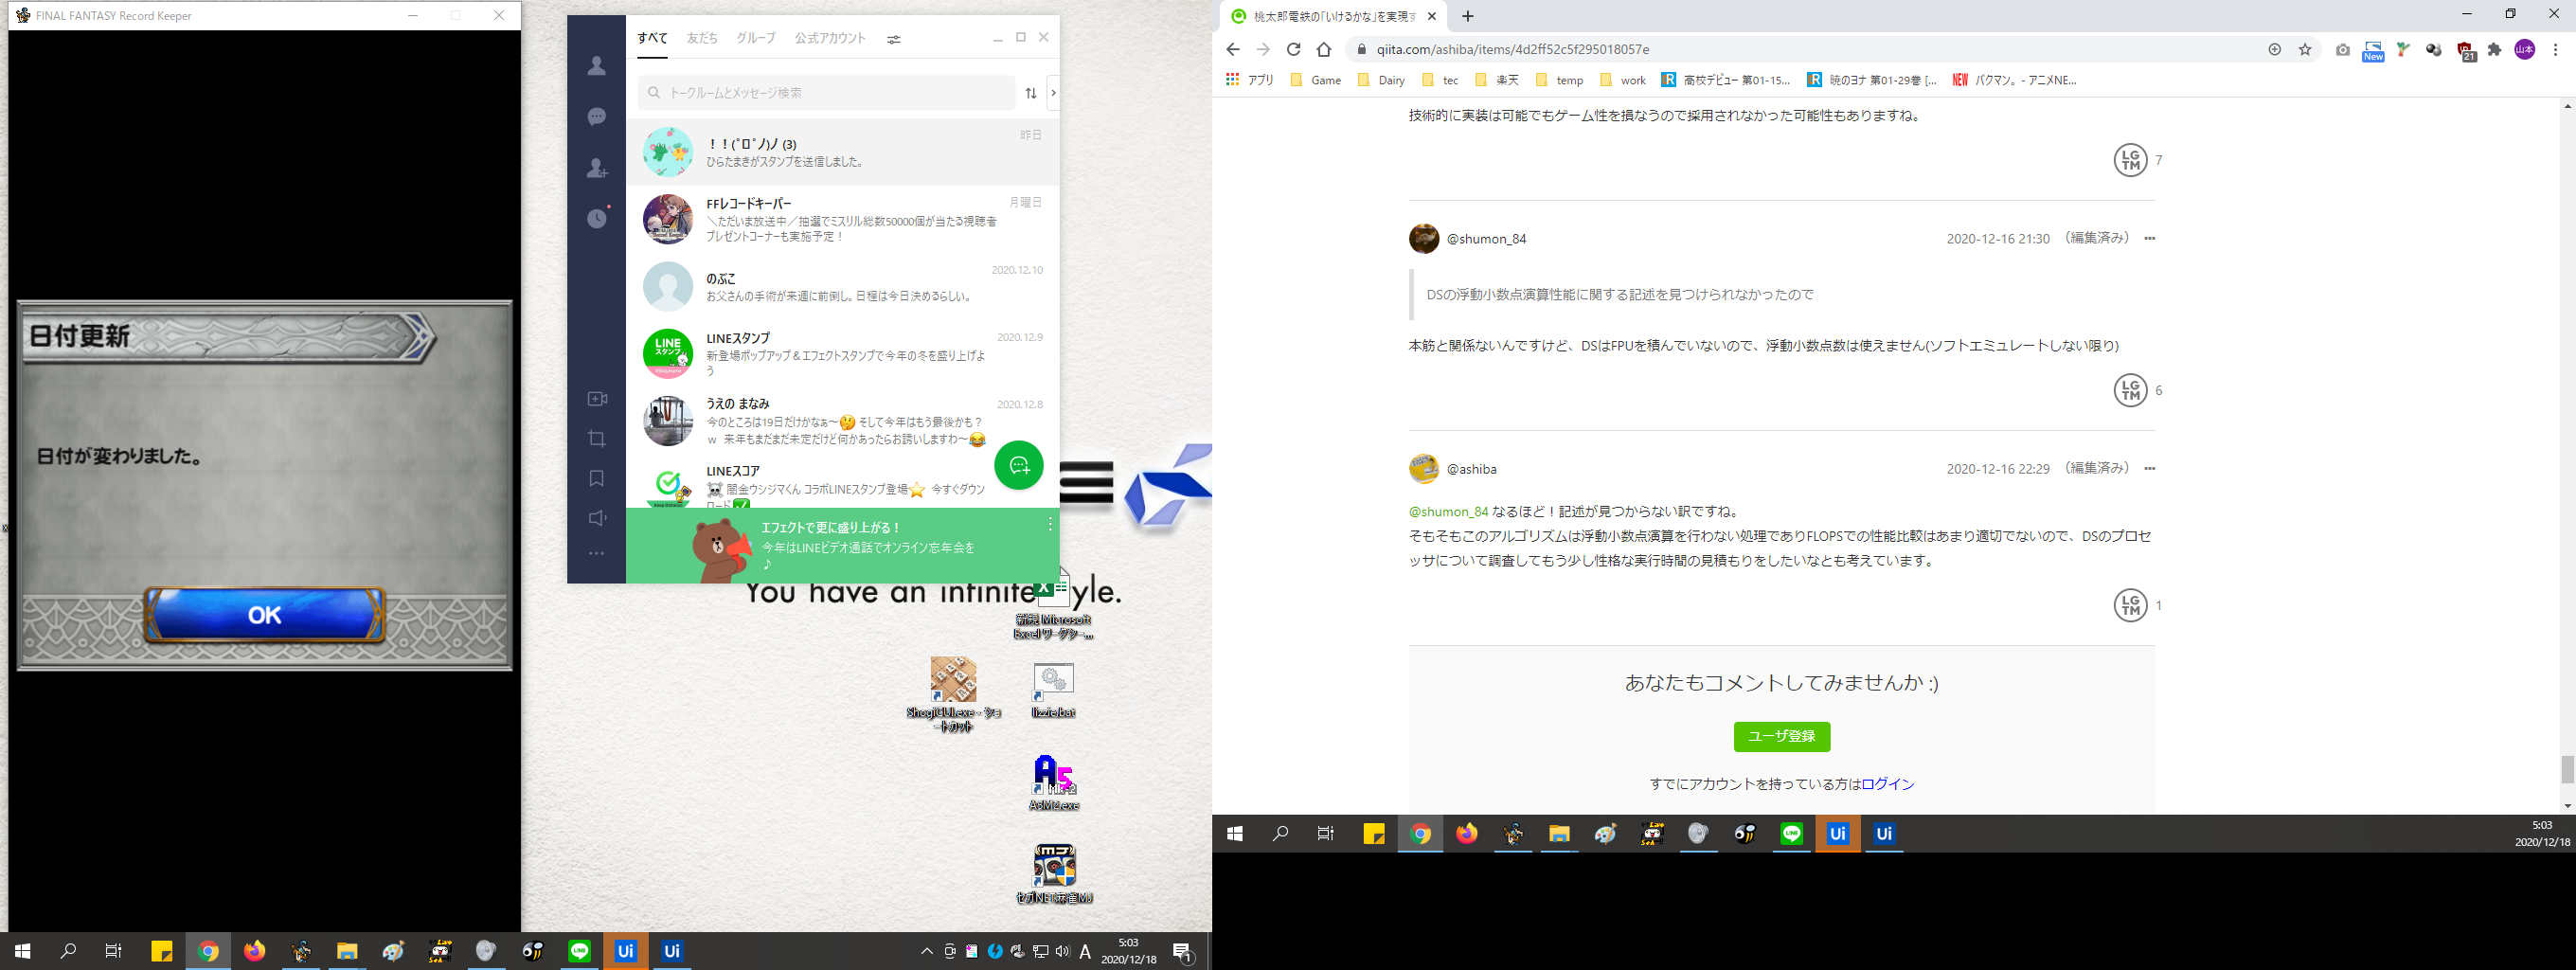 FINAL FANTASY Record Keeper
日付更新
日付が変わりました。
OK
すべて
友だち
グループ
公式アカウント
トークルームとメッセージ検索
！！(ﾟロﾟノ)ノ (3)
昨日
ひらたまきがスタンプを送信しました。
FFレコードキーパー
月曜日
＼ただいま放送中／抽選でミスリル総数50000個が当たる視聴者
プレゼントコーナーも実施予定！
のぶこ
2020.12.10
お父さんの手術が来週に前倒し。日程は今日決めるらしい。
LINEスタンプ
2020.12.9
新登場ポップアップ＆エフェクトスタンプで今年の冬を盛り上げよ
う
うえの まなみ
2020.12.8
今のところは19日だけかなぁ〜🤔 そして今年はもう最後かも？
w 来年もまだまだ未定だけど何かあったらお誘いしますわ〜😂
LINEスコア
☠️ 闇金ウシジマくん コラボLINEスタンプ登場⭐ 今すぐダウン
ロード✅
エフェクトで更に盛り上がる！
今年はLINEビデオ通話でオンライン忘年会を
♪
LINE
スタンプ
You have an infinite
yle.
新規 Microsoft
Excel ワークシー...
ShogiGUI.exe - ショ
ートカット
lizzie.bat
A5M2.exe
セガNET麻雀MJ
A
5:03
2020/12/18
1
桃太郎電鉄の「いけるかな」を実現す
qiita.com/ashiba/items/4d2ff52c5f295018057e
New
21
山本
アプリ
Game
Dairy
tec
楽天
temp
work
高校デビュー 第01-15...
暁のヨナ 第01-29巻 [...
NEW バクマン。- アニメNE...
技術的に実装は可能でもゲーム性を損なうので採用されなかった可能性もありますね。
LGTM 7
@shumon_84
2020-12-16 21:30 （編集済み）
DSの浮動小数点演算性能に関する記述を見つけられなかったので
本筋と関係ないんですけど、DSはFPUを積んでいないので、浮動小数点数は使えません(ソフトエミュレートしない限り)
LGTM 6
@ashiba
2020-12-16 22:29 （編集済み）
@shumon_84 なるほど！記述が見つからない訳ですね。
そもそもこのアルゴリズムは浮動小数点演算を行わない処理でありFLOPSでの性能比較はあまり適切でないので、DSのプロセ
ッサについて調査してもう少し性格な実行時間の見積もりをしたいなとも考えています。
LGTM 1
あなたもコメントしてみませんか :)
ユーザ登録
すでにアカウントを持っている方はログイン
5:03
2020/12/18